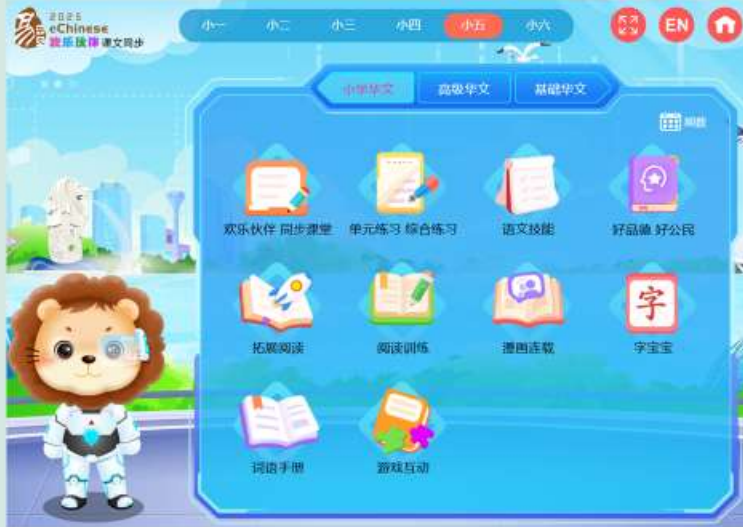 2025
eChinese
欢乐伙伴 课文同步
小一 小二 小三 小四 小五 小六
EN
小学华文 高级华文 基础华文
欢乐伙伴 同步课堂 单元练习 综合练习 语文技能 好品德 好公民
拓展阅读 阅读训练 漫画连载 字宝宝
字
词语手册 游戏互动